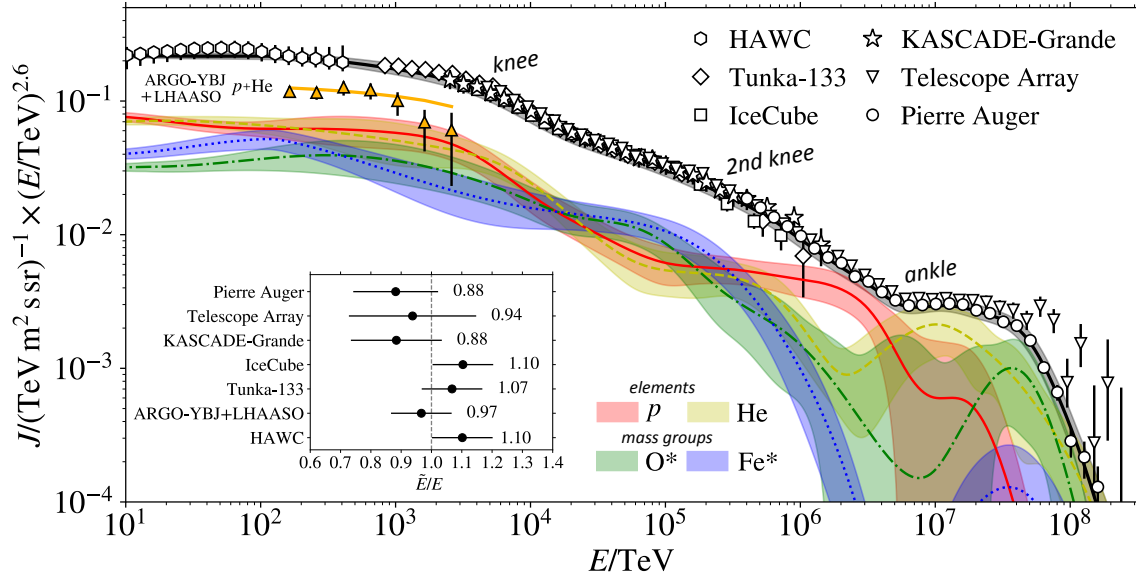 HAWC
Tunka-133
IceCube
KASCADE-Grande
Telescope Array
Pierre Auger
knee
2nd knee
ankle
ARGO-YBJ
+LHAASO
p+He
J/(TeV m² s sr)⁻¹ × (E/TeV)²·⁶
10⁻¹
10⁻²
10⁻³
10⁻⁴
Pierre Auger 0.88
Telescope Array 0.94
KASCADE-Grande 0.88
IceCube 1.10
Tunka-133 1.07
ARGO-YBJ+LHAASO 0.97
HAWC 1.10
0.6 0.7 0.8 0.9 1.0 1.1 1.2 1.3 1.4
Ẽ/E
elements
p He
mass groups
O* Fe*
10¹ 10² 10³ 10⁴ 10⁵ 10⁶ 10⁷ 10⁸
E/TeV